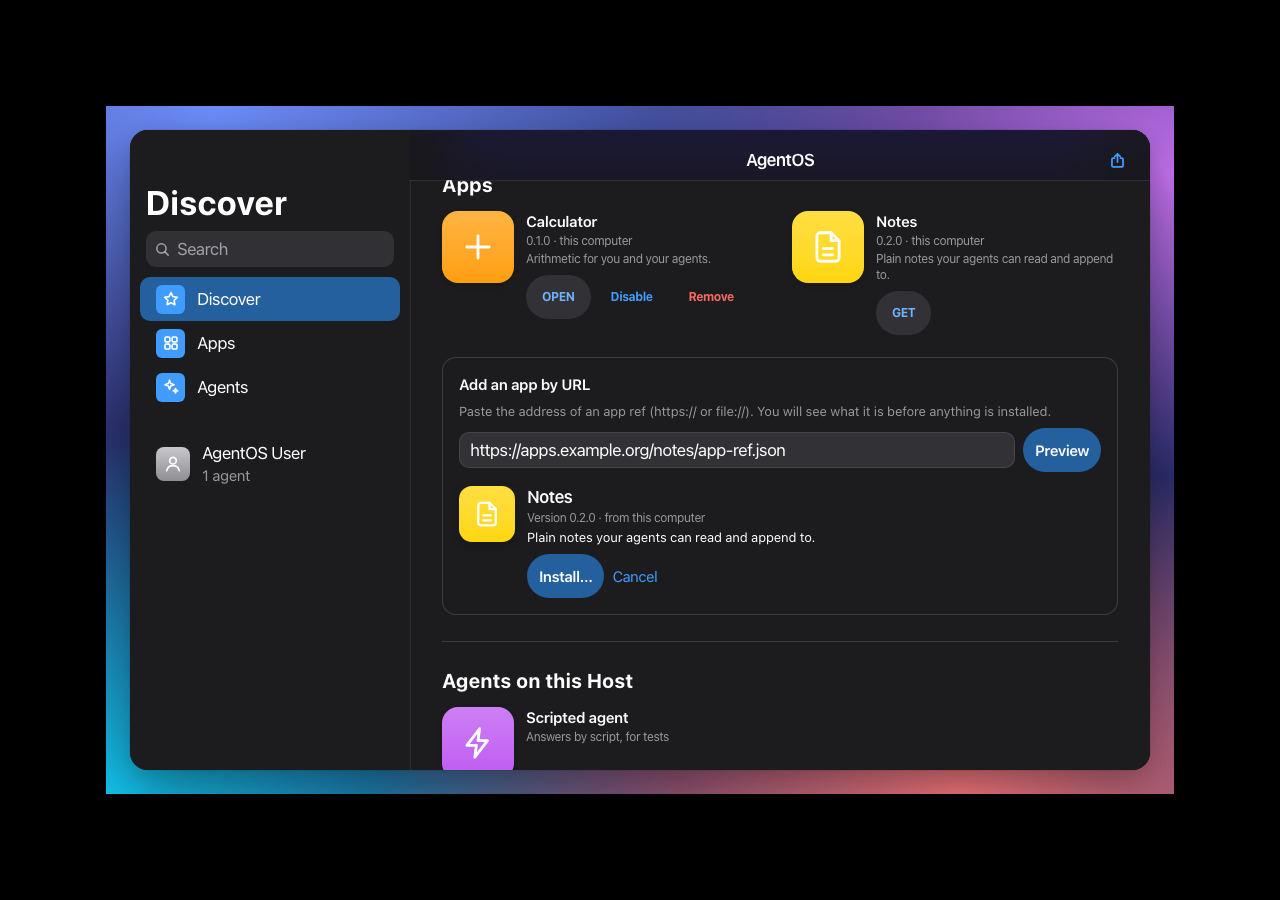 AgentOS
Discover
Search
Discover
Apps
Agents
AgentOS User
1 agent
Apps
Calculator
0.1.0 · this computer
Arithmetic for you and your agents.
OPEN
Disable
Remove
Notes
0.2.0 · this computer
Plain notes your agents can read and append
to.
GET
Add an app by URL
Paste the address of an app ref (https:// or file://). You will see what it is before anything is installed.
https://apps.example.org/notes/app-ref.json
Preview
Notes
Version 0.2.0 · from this computer
Plain notes your agents can read and append to.
Install…
Cancel
Agents on this Host
Scripted agent
Answers by script, for tests